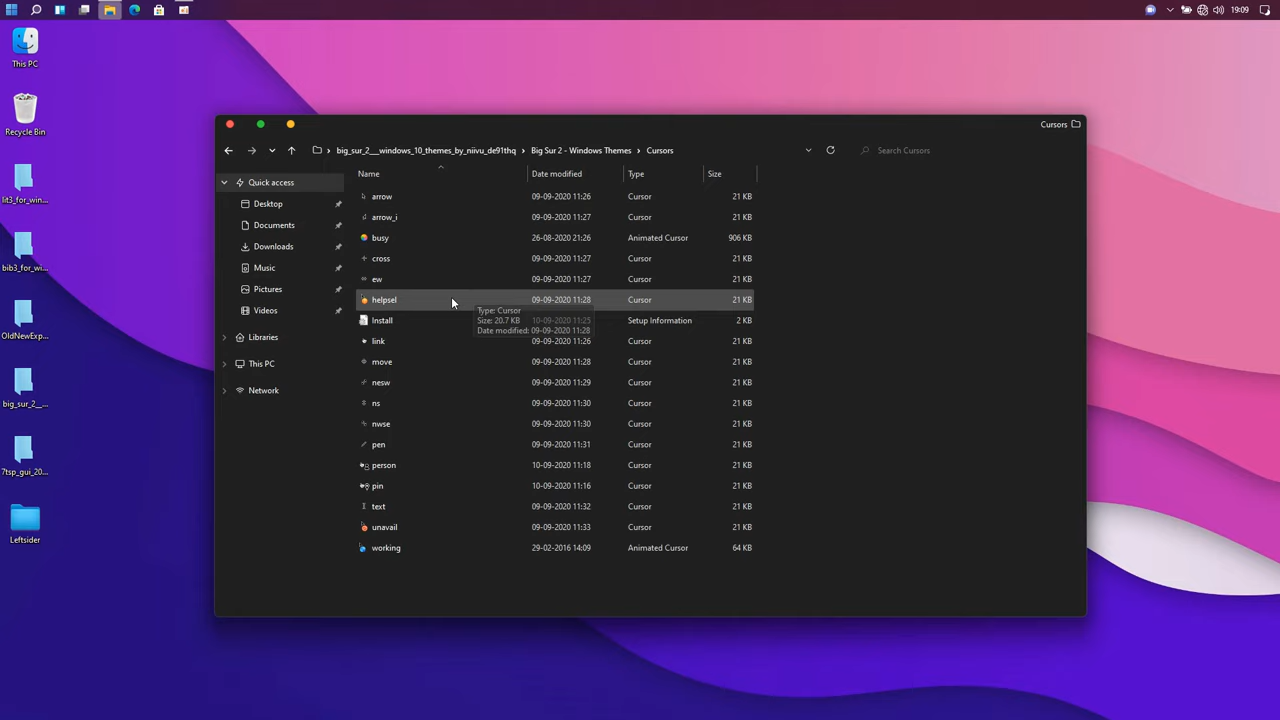 19:09
This PC
Recycle Bin
lit3_for_win...
bib3_for_wi...
OldNewExp...
big_sur_2__...
7tsp_gui_20...
Leftsider
Cursors
big_sur_2__windows_10_themes_by_niivu_de91thq
Big Sur 2 - Windows Themes
Cursors
Search Cursors
Quick access
Desktop
Documents
Downloads
Music
Pictures
Videos
Libraries
This PC
Network
Name Date modified Type Size
arrow 09-09-2020 11:26 Cursor 21 KB
arrow_i 09-09-2020 11:27 Cursor 21 KB
busy 26-08-2020 21:26 Animated Cursor 906 KB
cross 09-09-2020 11:27 Cursor 21 KB
ew 09-09-2020 11:27 Cursor 21 KB
helpsel 09-09-2020 11:28 Cursor 21 KB
Type: Cursor
Size: 20.7 KB
Date modified: 09-09-2020 11:28
Install 10-09-2020 11:25 Setup Information 2 KB
link 09-09-2020 11:26 Cursor 21 KB
move 09-09-2020 11:28 Cursor 21 KB
nesw 09-09-2020 11:29 Cursor 21 KB
ns 09-09-2020 11:30 Cursor 21 KB
nwse 09-09-2020 11:30 Cursor 21 KB
pen 09-09-2020 11:31 Cursor 21 KB
person 10-09-2020 11:18 Cursor 21 KB
pin 10-09-2020 11:16 Cursor 21 KB
text 09-09-2020 11:32 Cursor 21 KB
unavail 09-09-2020 11:33 Cursor 21 KB
working 29-02-2016 14:09 Animated Cursor 64 KB